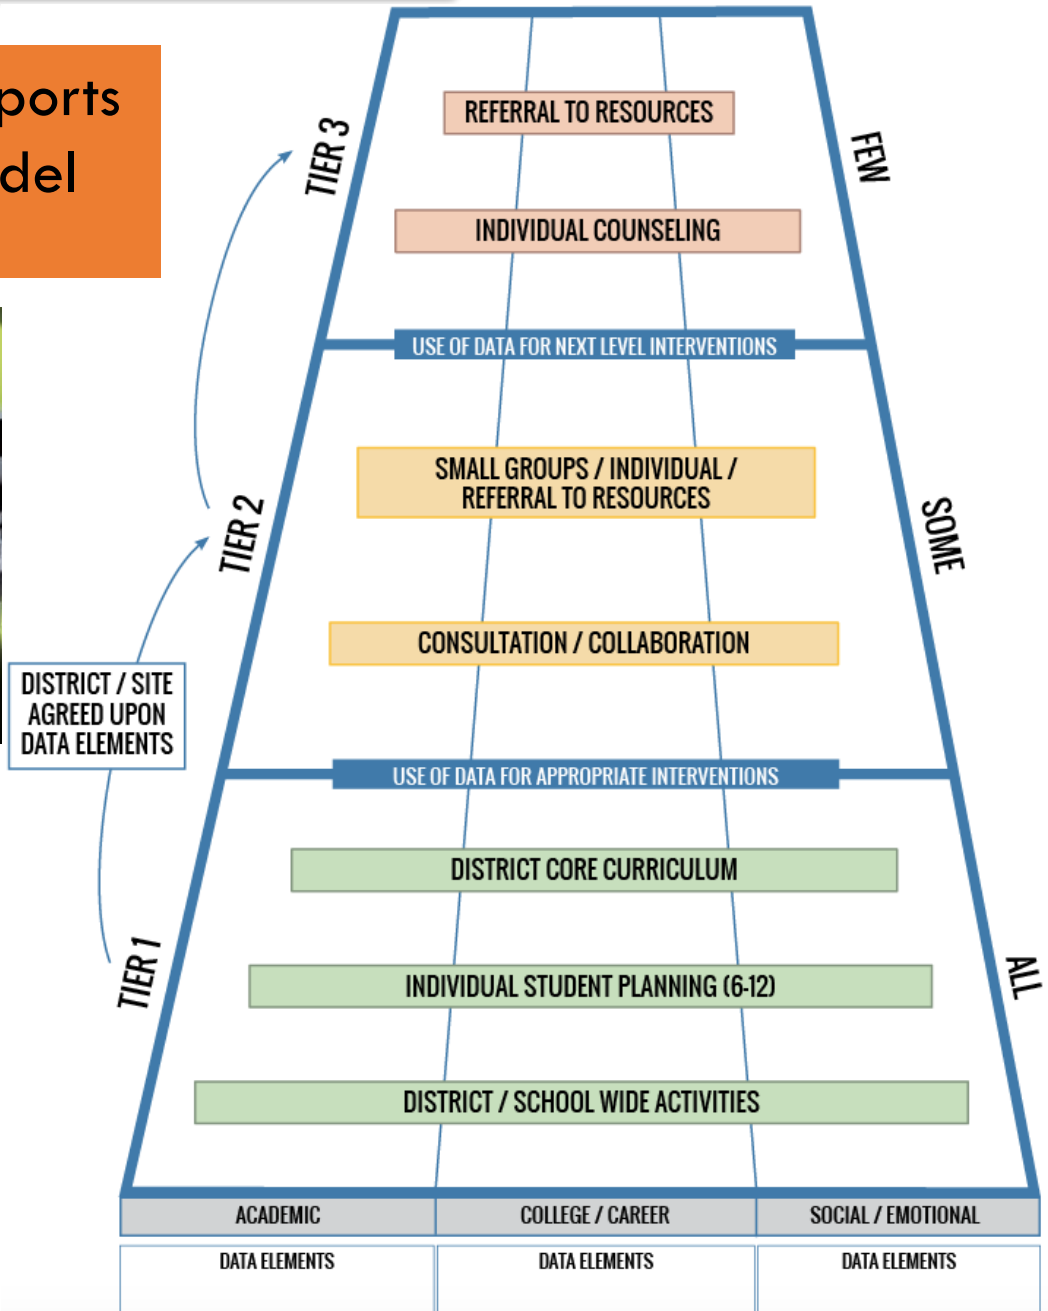 ports
del
REFERRAL TO RESOURCES
TIER 3
FEW
INDIVIDUAL COUNSELING
USE OF DATA FOR NEXT LEVEL INTERVENTIONS
SMALL GROUPS / INDIVIDUAL /
REFERRAL TO RESOURCES
TIER 2
SOME
CONSULTATION / COLLABORATION
DISTRICT / SITE
AGREED UPON
DATA ELEMENTS
USE OF DATA FOR APPROPRIATE INTERVENTIONS
DISTRICT CORE CURRICULUM
TIER 1
ALL
INDIVIDUAL STUDENT PLANNING (6-12)
DISTRICT / SCHOOL WIDE ACTIVITIES
ACADEMIC
COLLEGE / CAREER
SOCIAL / EMOTIONAL
DATA ELEMENTS
DATA ELEMENTS
DATA ELEMENTS